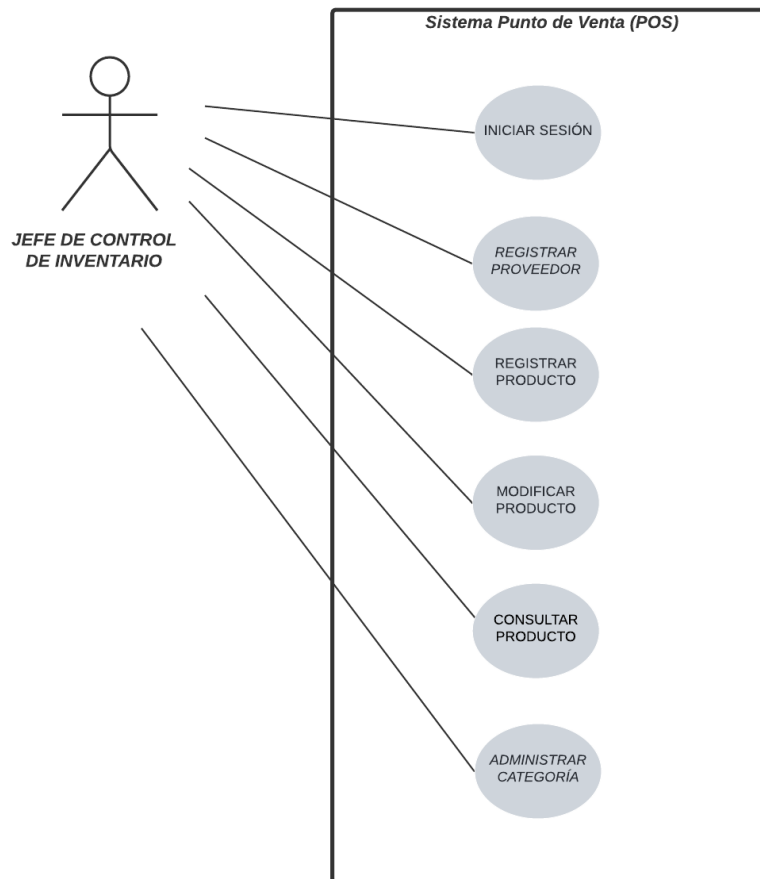 Sistema Punto de Venta (POS)
JEFE DE CONTROL
DE INVENTARIO
INICIAR SESIÓN
REGISTRAR
PROVEEDOR
REGISTRAR
PRODUCTO
MODIFICAR
PRODUCTO
CONSULTAR
PRODUCTO
ADMINISTRAR
CATEGORÍA